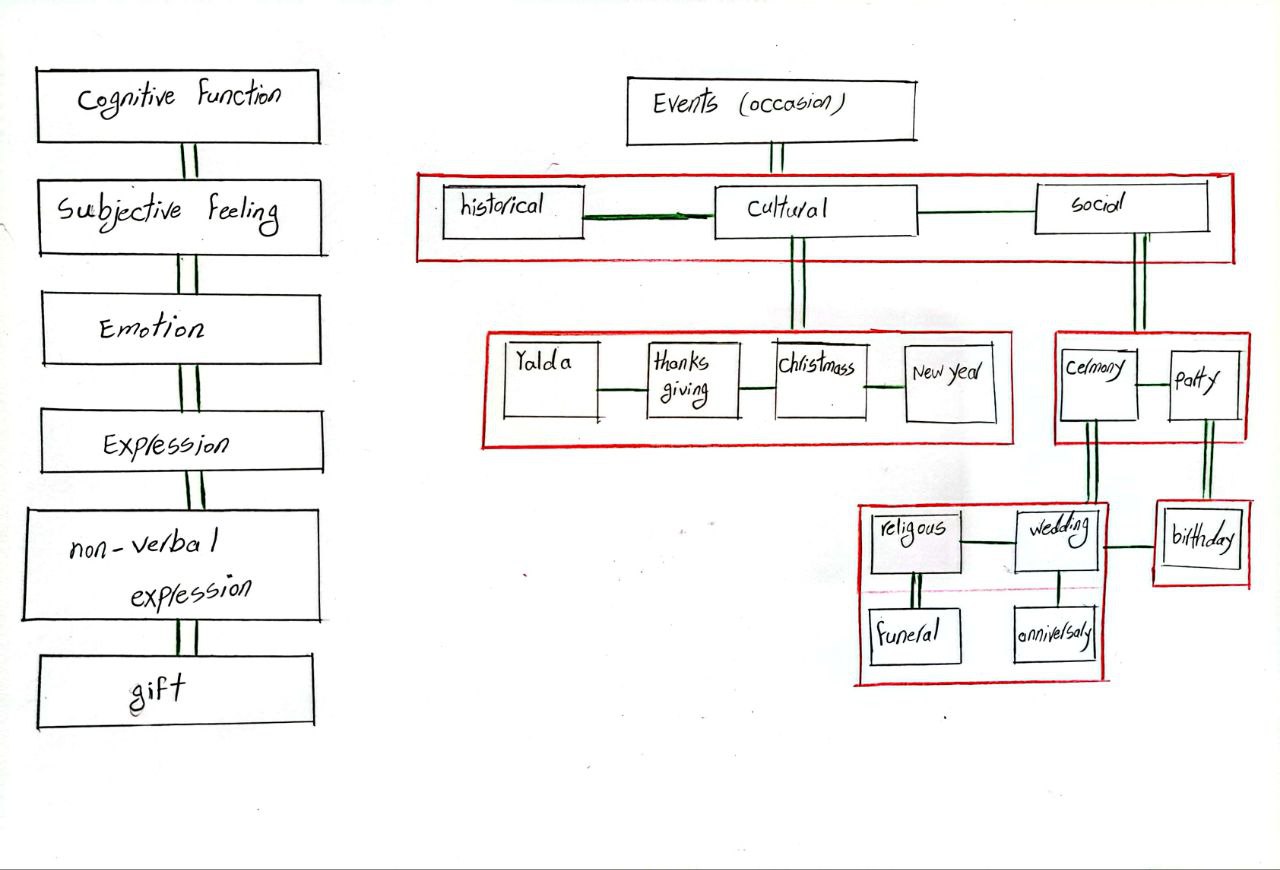 Cognitive function
Subjective feeling
Emotion
Expression
non-verbal
expression
gift
Events (occasion)
historical
cultural
social
Yalda
thanks
giving
christmass
New year
cermony
party
religous
wedding
birthday
funeral
anniversary